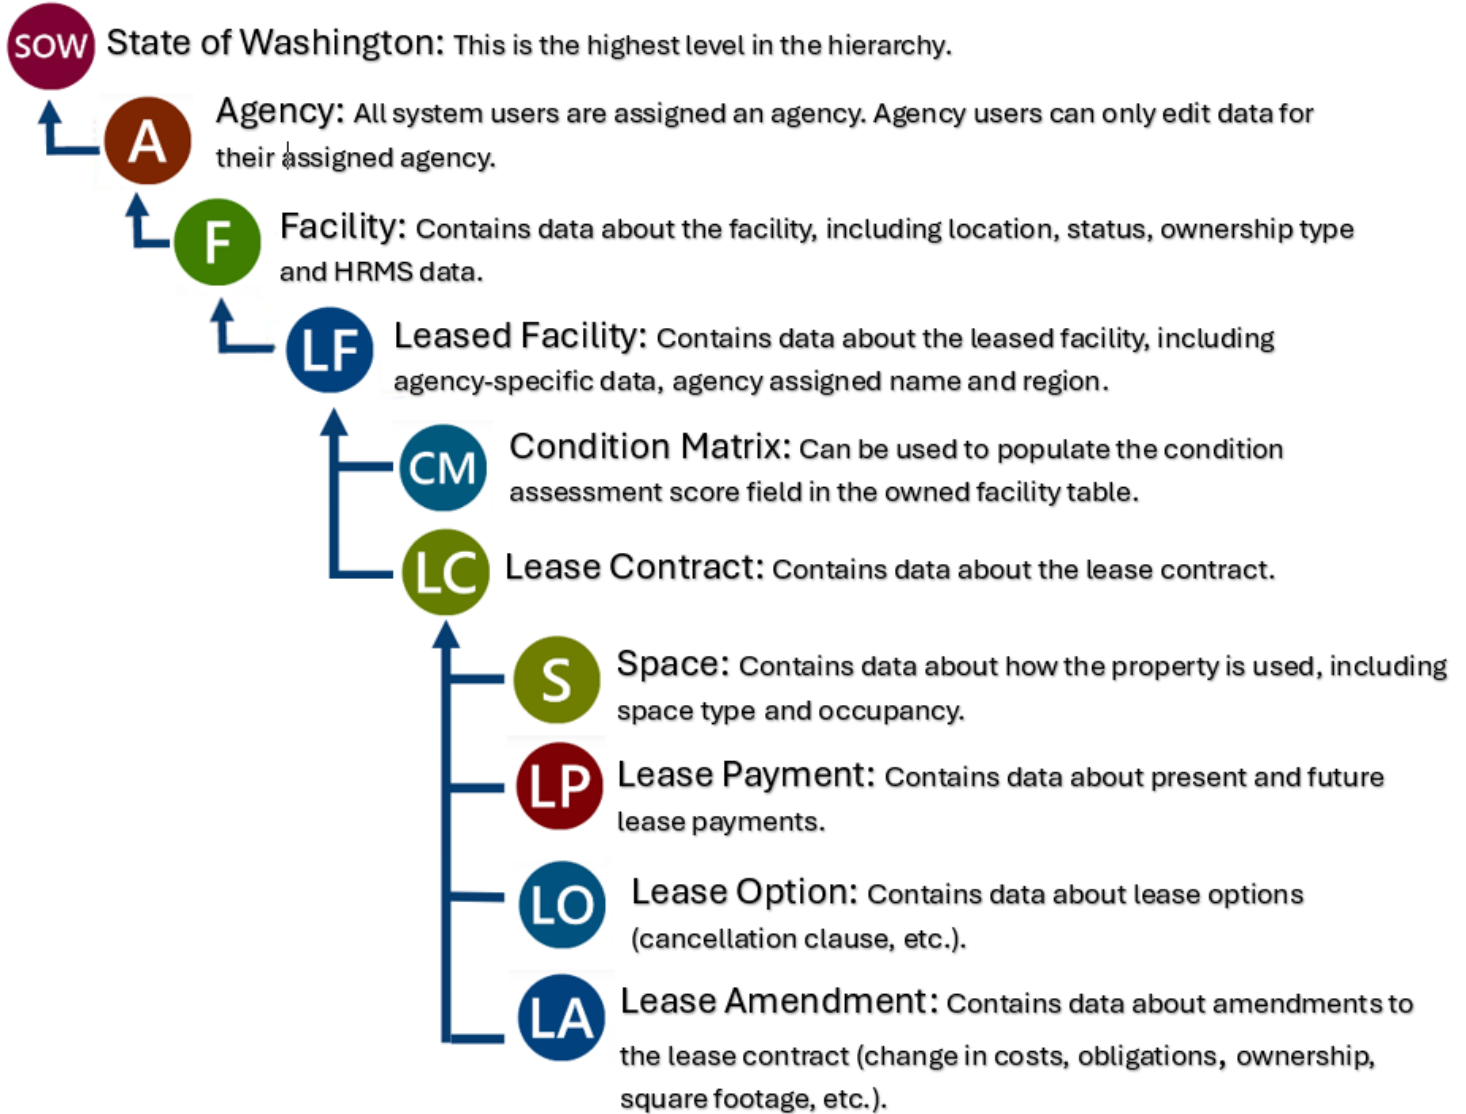 SOW State of Washington: This is the highest level in the hierarchy.
A Agency: All system users are assigned an agency. Agency users can only edit data for
their assigned agency.
F Facility: Contains data about the facility, including location, status, ownership type
and HRMS data.
LF Leased Facility: Contains data about the leased facility, including
agency-specific data, agency assigned name and region.
CM Condition Matrix: Can be used to populate the condition
assessment score field in the owned facility table.
LC Lease Contract: Contains data about the lease contract.
S Space: Contains data about how the property is used, including
space type and occupancy.
LP Lease Payment: Contains data about present and future
lease payments.
LO Lease Option: Contains data about lease options
(cancellation clause, etc.).
LA Lease Amendment: Contains data about amendments to
the lease contract (change in costs, obligations, ownership,
square footage, etc.).